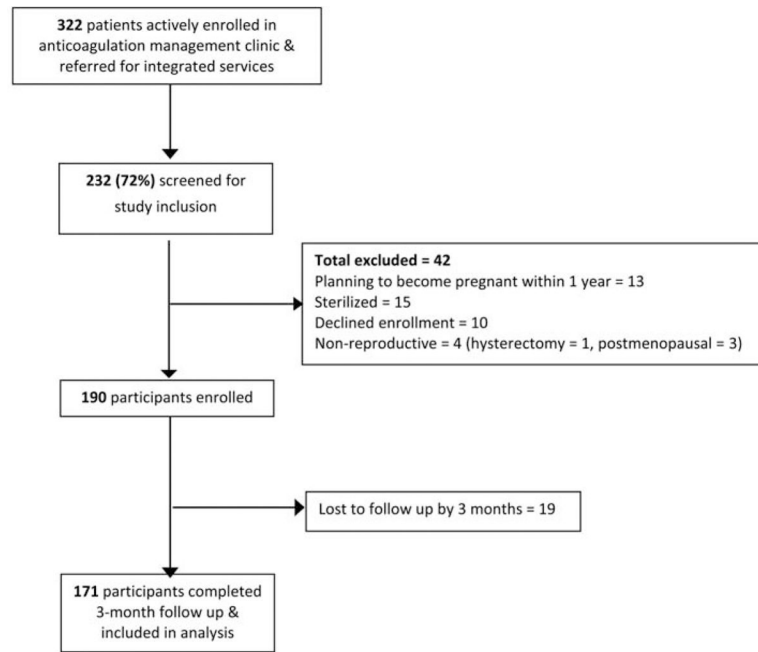 322 patients actively enrolled in
anticoagulation management clinic &
referred for integrated services
232 (72%) screened for
study inclusion
Total excluded = 42
Planning to become pregnant within 1 year = 13
Sterilized = 15
Declined enrollment = 10
Non-reproductive = 4 (hysterectomy = 1, postmenopausal = 3)
190 participants enrolled
Lost to follow up by 3 months = 19
171 participants completed
3-month follow up &
included in analysis